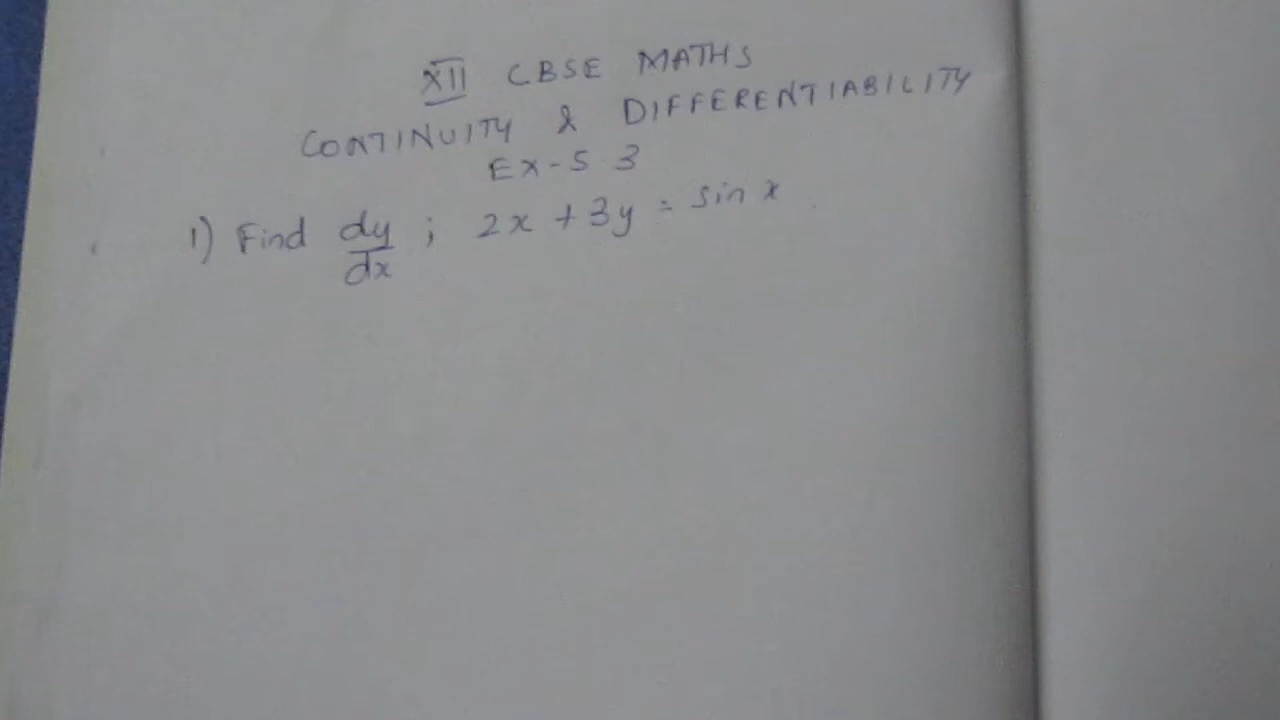 XII CBSE MATHS
CONTINUITY & DIFFERENTIABILITY
Ex-5 3
1) Find dy/dx ; 2x + 3y = sin x